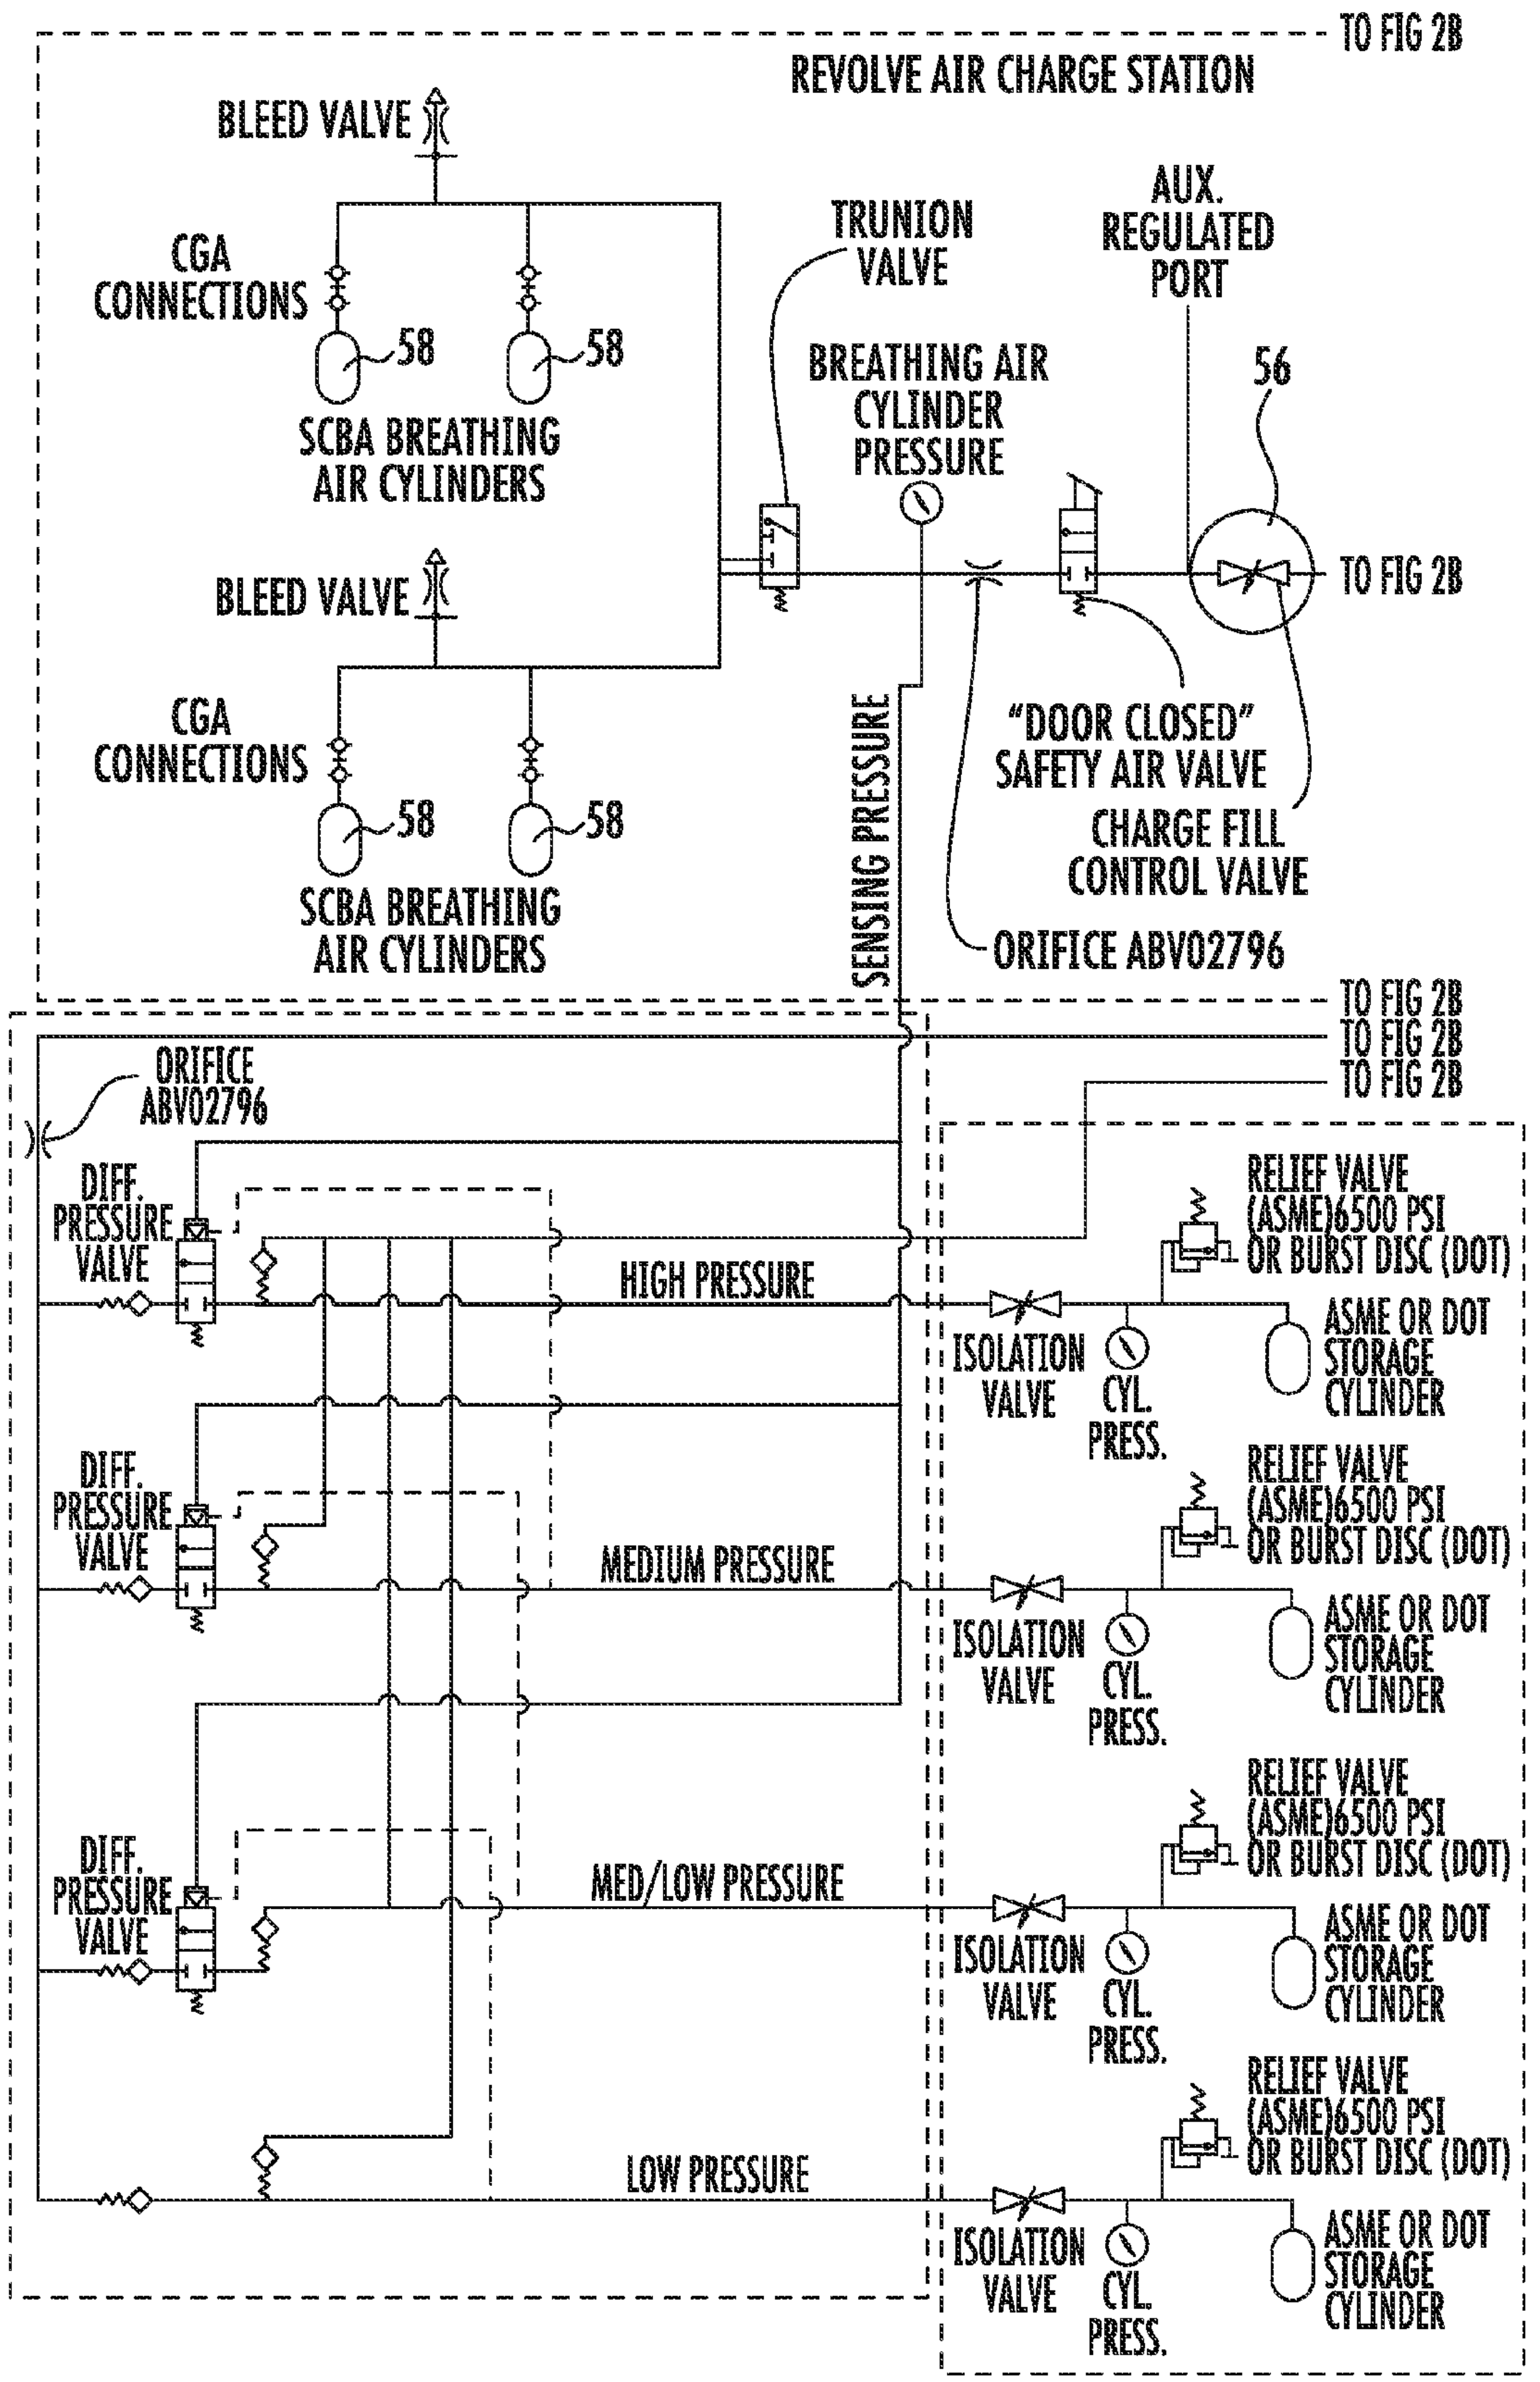 TO FIG 2B
REVOLVE AIR CHARGE STATION
BLEED VALVE
AUX.
REGULATED
PORT
TRUNION
VALVE
CGA
CONNECTIONS
58
58
BREATHING AIR
CYLINDER
PRESSURE
56
SCBA BREATHING
AIR CYLINDERS
BLEED VALVE
TO FIG 2B
CGA
CONNECTIONS
SENSING PRESSURE
"DOOR CLOSED"
SAFETY AIR VALVE
58
58
CHARGE FILL
CONTROL VALVE
SCBA BREATHING
AIR CYLINDERS
ORIFICE ABV02796
TO FIG 2B
TO FIG 2B
TO FIG 2B
ORIFICE
ABV02796
DIFF.
PRESSURE
VALVE
RELIEF VALVE
(ASME)6500 PSI
OR BURST DISC (DOT)
HIGH PRESSURE
ISOLATION
VALVE
CYL.
PRESS.
ASME OR DOT
STORAGE
CYLINDER
DIFF.
PRESSURE
VALVE
RELIEF VALVE
(ASME)6500 PSI
OR BURST DISC (DOT)
MEDIUM PRESSURE
ISOLATION
VALVE
CYL.
PRESS.
ASME OR DOT
STORAGE
CYLINDER
DIFF.
PRESSURE
VALVE
RELIEF VALVE
(ASME)6500 PSI
OR BURST DISC (DOT)
MED/LOW PRESSURE
ISOLATION
VALVE
CYL.
PRESS.
ASME OR DOT
STORAGE
CYLINDER
RELIEF VALVE
(ASME)6500 PSI
OR BURST DISC (DOT)
LOW PRESSURE
ISOLATION
VALVE
CYL.
PRESS.
ASME OR DOT
STORAGE
CYLINDER